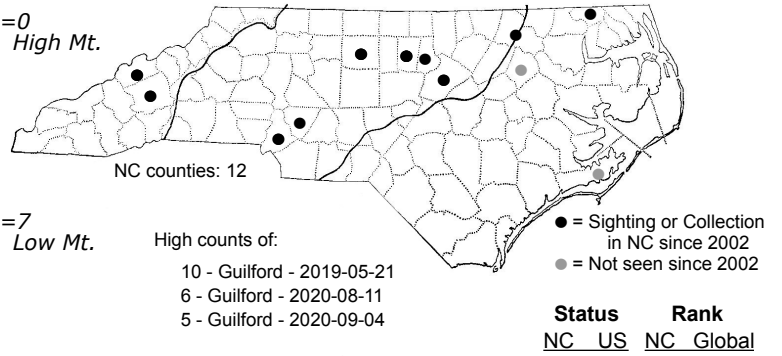 =0
High Mt.
NC counties: 12
=7
Low Mt.
High counts of:
10 - Guilford - 2019-05-21
6 - Guilford - 2020-08-11
5 - Guilford - 2020-09-04
= Sighting or Collection
in NC since 2002
= Not seen since 2002
Status Rank
NC US NC Global